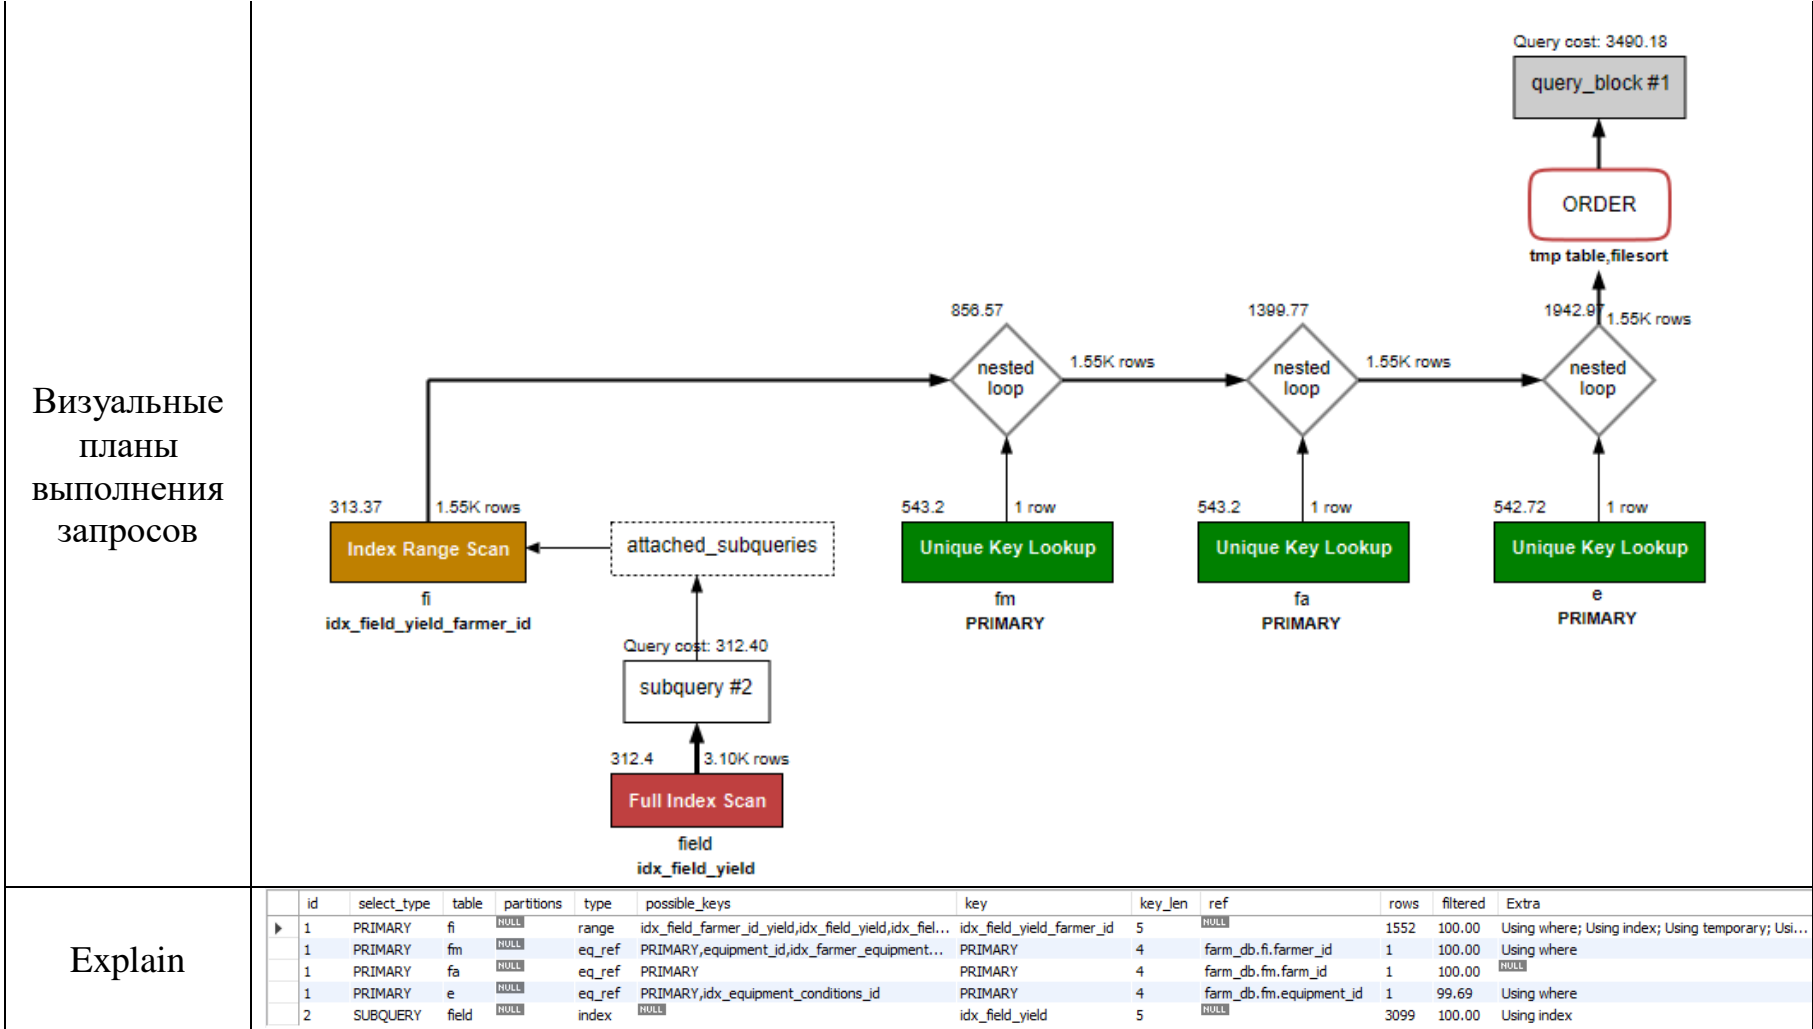 Визуальные
планы
выполнения
запросов
Query cost: 3490.18
query_block #1
ORDER
tmp table,filesort
856.57
1399.77
1942.97
1.55K rows
nested
loop
1.55K rows
nested
loop
1.55K rows
nested
loop
313.37
1.55K rows
Index Range Scan
fi
idx_field_yield_farmer_id
attached_subqueries
543.2
1 row
Unique Key Lookup
fm
PRIMARY
543.2
1 row
Unique Key Lookup
fa
PRIMARY
542.72
1 row
Unique Key Lookup
e
PRIMARY
Query cost: 312.40
subquery #2
312.4
3.10K rows
Full Index Scan
field
idx_field_yield
Explain
id select_type table partitions type possible_keys key key_len ref rows filtered Extra
1 PRIMARY fi NULL range idx_field_farmer_id_yield,idx_field_yield,idx_fiel... idx_field_yield_farmer_id 5 NULL 1552 100.00 Using where; Using index; Using temporary; Usi...
1 PRIMARY fm NULL eq_ref PRIMARY,equipment_id,idx_farmer_equipment... PRIMARY 4 farm_db.fi.farmer_id 1 100.00 Using where
1 PRIMARY fa NULL eq_ref PRIMARY PRIMARY 4 farm_db.fm.farm_id 1 100.00 NULL
1 PRIMARY e NULL eq_ref PRIMARY,idx_equipment_conditions_id PRIMARY 4 farm_db.fm.equipment_id 1 99.69 Using where
2 SUBQUERY field NULL index NULL idx_field_yield 5 NULL 3099 100.00 Using index